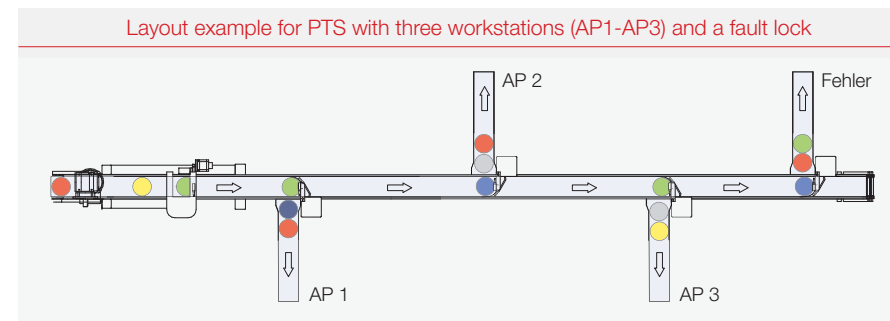 Layout example for PTS with three workstations (AP1-AP3) and a fault lock
AP 2
Fehler
AP 1
AP 3